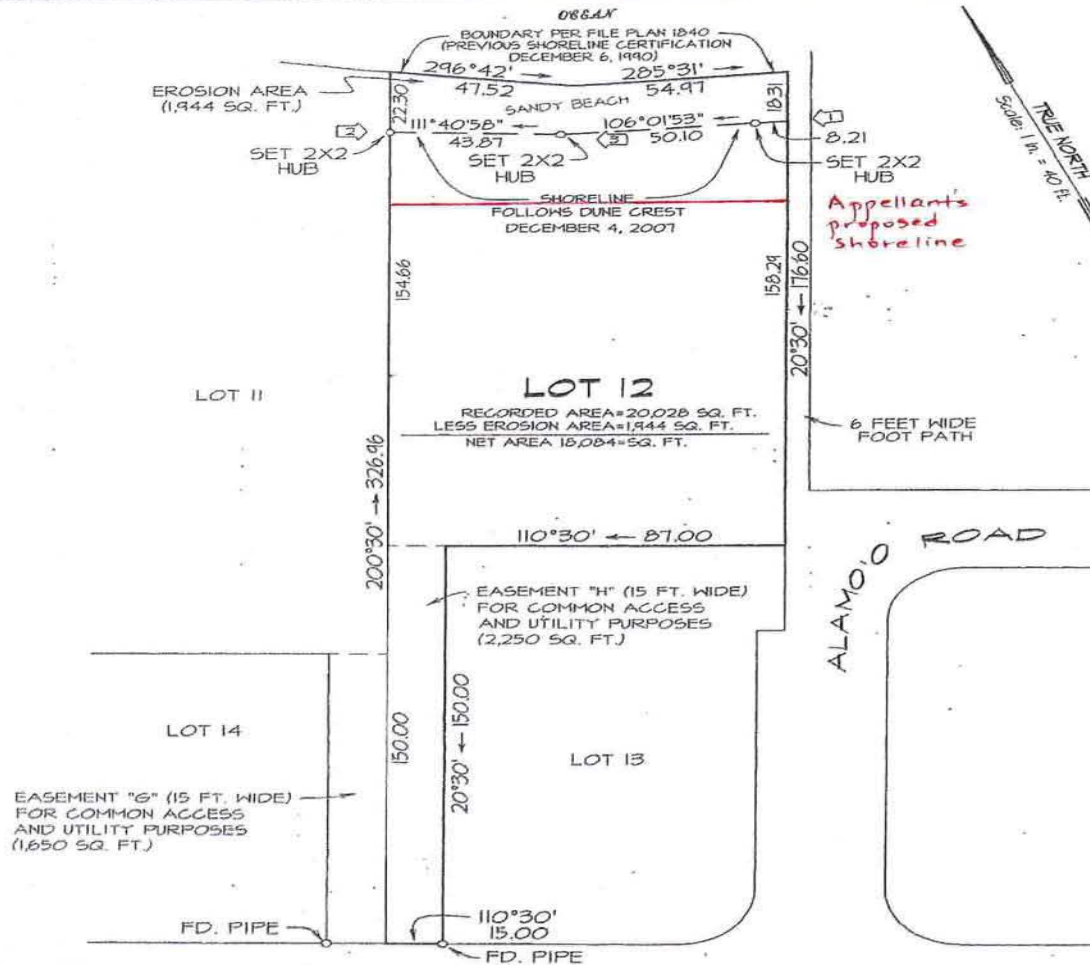 OCEAN
BOUNDARY PER FILE PLAN 1840
(PREVIOUS SHORELINE CERTIFICATION
DECEMBER 6, 1990)
296°42' 285°31'
47.52 54.97
EROSION AREA
(1,944 SQ. FT.)
22.30
SANDY BEACH
18.31
111°40'58" 106°01'53"
43.87 50.10
2
3
1
8.21
SET 2X2
HUB
SET 2X2
HUB
SET 2X2
HUB
TRUE NORTH
Scale: 1 in. = 40 ft.
SHORELINE
FOLLOWS DUNE CREST
DECEMBER 4, 2007
Appellant's
proposed
shoreline
154.66
158.29
20°30' 176.60
LOT 11
LOT 12
RECORDED AREA=20,028 SQ. FT.
LESS EROSION AREA=1,944 SQ. FT.
NET AREA 18,084=SQ. FT.
6 FEET WIDE
FOOT PATH
200°30' 326.96
110°30' 87.00
ALAMO'O ROAD
EASEMENT "H" (15 FT. WIDE)
FOR COMMON ACCESS
AND UTILITY PURPOSES
(2,250 SQ. FT.)
150.00
20°30' 150.00
LOT 14
LOT 13
EASEMENT "G" (15 FT. WIDE)
FOR COMMON ACCESS
AND UTILITY PURPOSES
(1,650 SQ. FT.)
FD. PIPE
110°30'
15.00
FD. PIPE